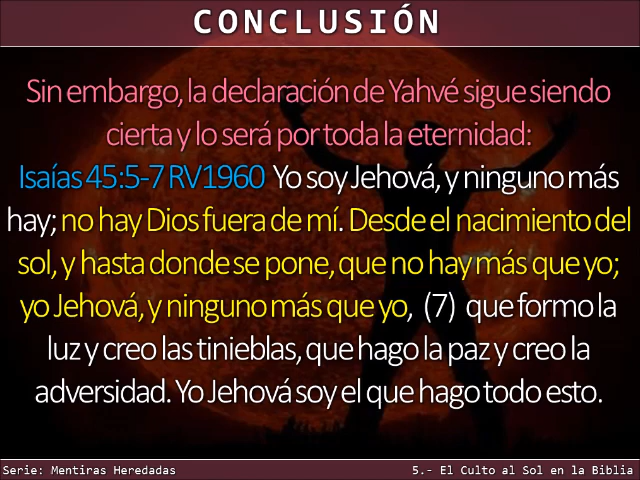 CONCLUSIÓN
Sin embargo, la declaración de Yahvé sigue siendo
cierta y lo será por toda la eternidad:
Isaías 45:5-7 RV1960 Yo soy Jehová, y ninguno más
hay; no hay Dios fuera de mí. Desde el nacimiento del
sol, y hasta donde se pone, que no hay más que yo;
yo Jehová, y ninguno más que yo, (7) que formo la
luz y creo las tinieblas, que hago la paz y creo la
adversidad. Yo Jehová soy el que hago todo esto.
Serie: Mentiras Heredadas
5.- El Culto al Sol en la Biblia